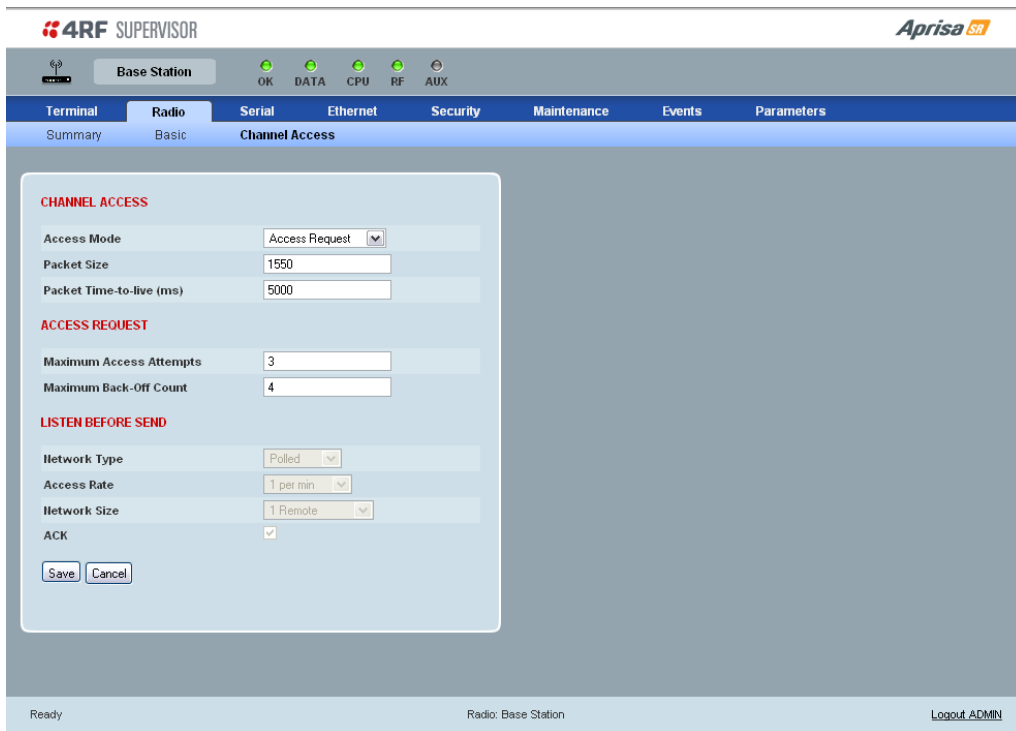 4RF SUPERVISOR
Aprisa SR
Base Station
OK DATA CPU RF AUX
Terminal Radio Serial Ethernet Security Maintenance Events Parameters
Summary Basic Channel Access
CHANNEL ACCESS
Access Mode Access Request
Packet Size 1550
Packet Time-to-live (ms) 5000
ACCESS REQUEST
Maximum Access Attempts 3
Maximum Back-Off Count 4
LISTEN BEFORE SEND
Network Type Polled
Access Rate 1 per min
Network Size 1 Remote
ACK
Save Cancel
Ready Radio: Base Station Logout ADMIN